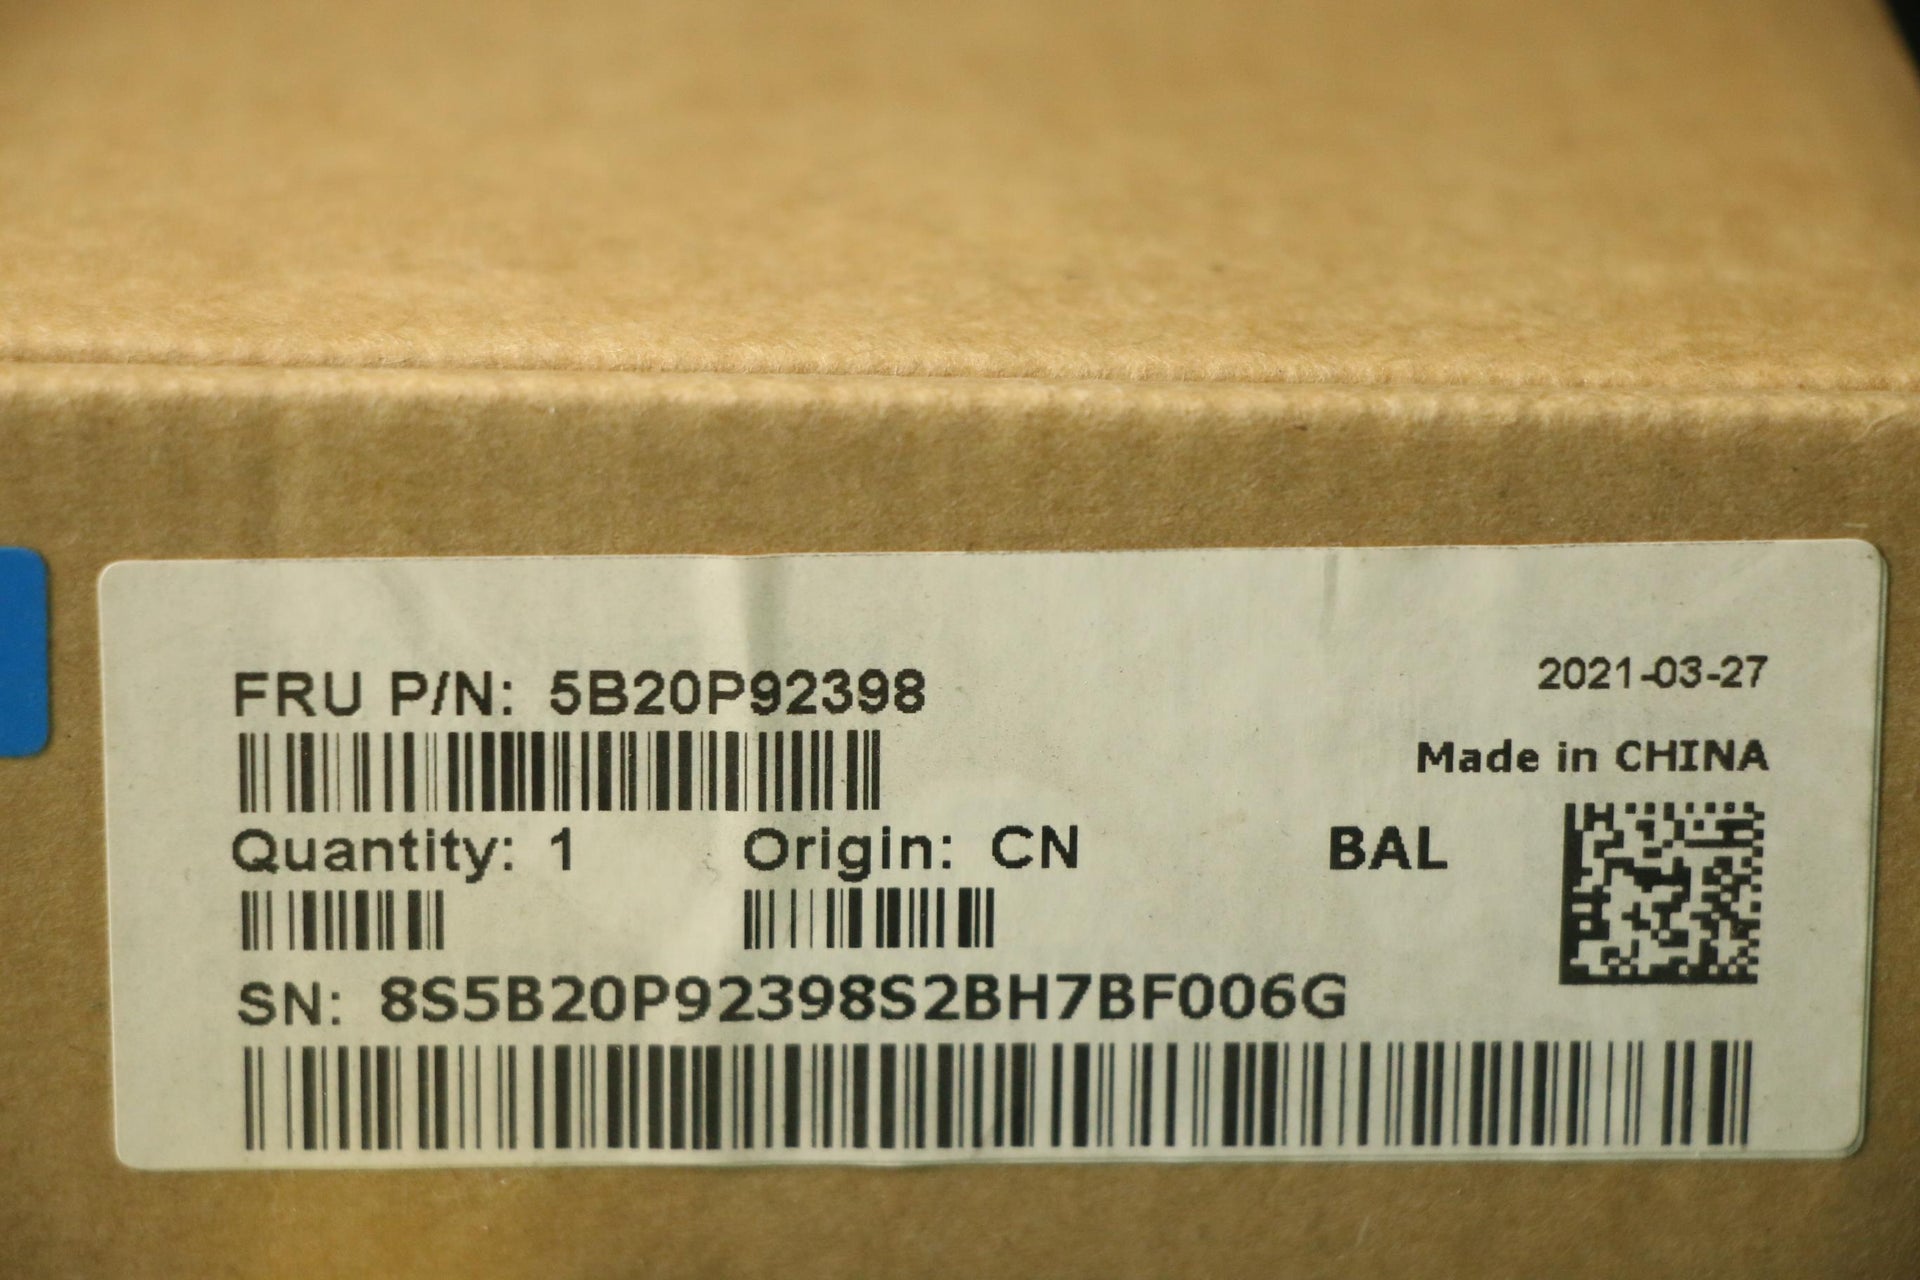 FRU P/N: 5B20P92398
2021-03-27
Made in CHINA
Quantity: 1
Origin: CN
BAL
SN: 8S5B20P92398S2BH7BF006G